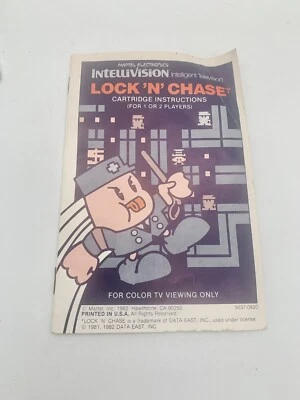 MATTEL ELECTRONICS
INTELLIVISION Intelligent Television
LOCK 'N' CHASE†
CARTRIDGE INSTRUCTIONS
(FOR 1 OR 2 PLAYERS)
FOR COLOR TV VIEWING ONLY
© Mattel, Inc. 1982. Hawthorne, CA 90250.
PRINTED IN U.S.A. All Rights Reserved.
†LOCK 'N' CHASE is a trademark of DATA EAST, INC., used under license.
© 1981, 1982 DATA EAST, INC.